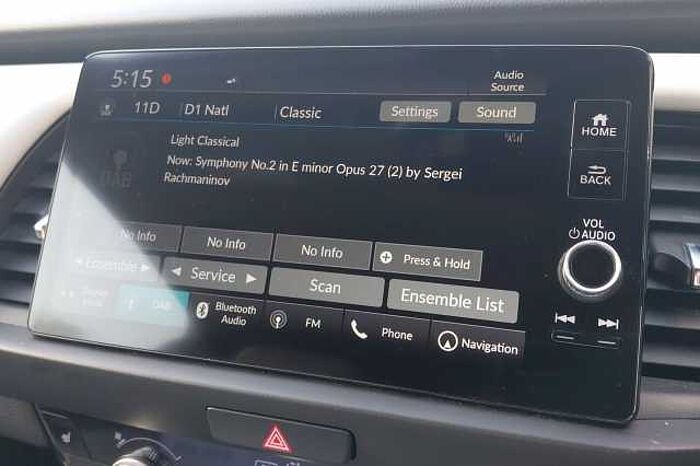 5:15
Audio
Source
11D D1 Natl Classic Settings Sound
Light Classical
Now: Symphony No.2 in E minor Opus 27 (2) by Sergei
Rachmaninov
DAB
HOME
BACK
VOL
AUDIO
No Info No Info No Info + Press & Hold
◄ Ensemble ► ◄ Service ► Scan Ensemble List
DAB Bluetooth
Audio FM Phone Navigation